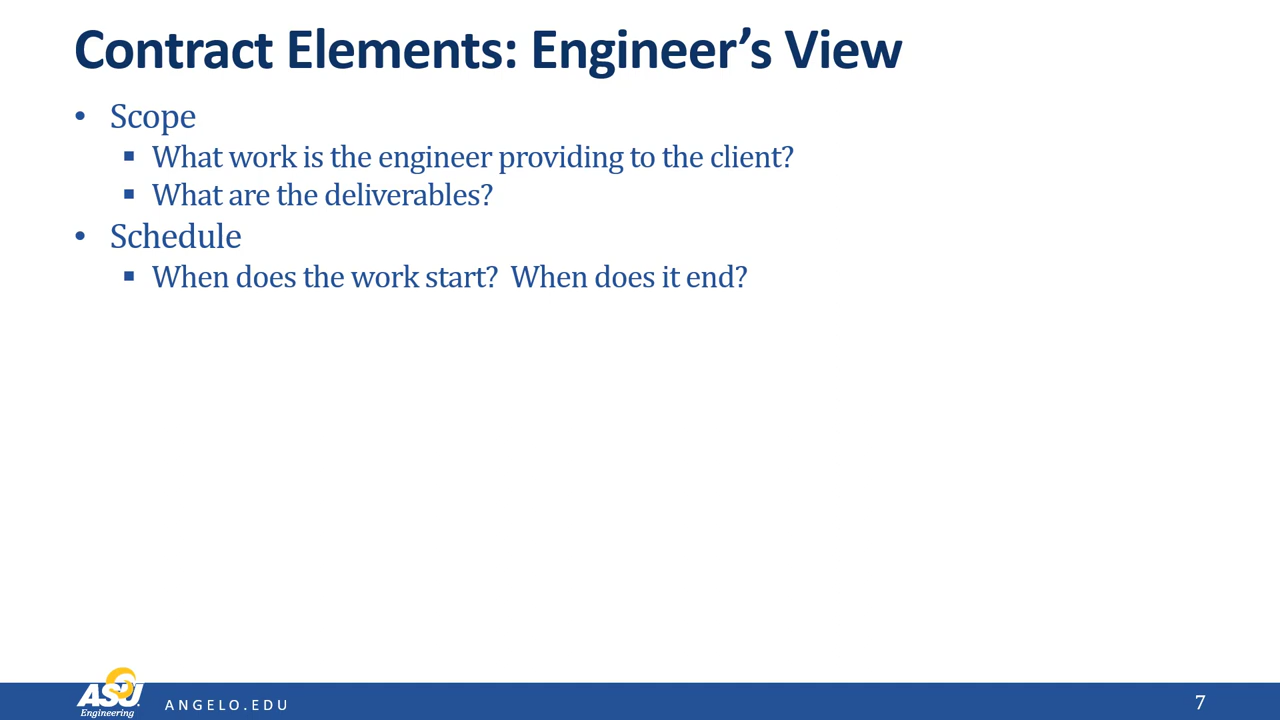 Contract Elements: Engineer’s View
• Scope
▪ What work is the engineer providing to the client?
▪ What are the deliverables?
• Schedule
▪ When does the work start?  When does it end?
ASU
Engineering
ANGELO.EDU
7